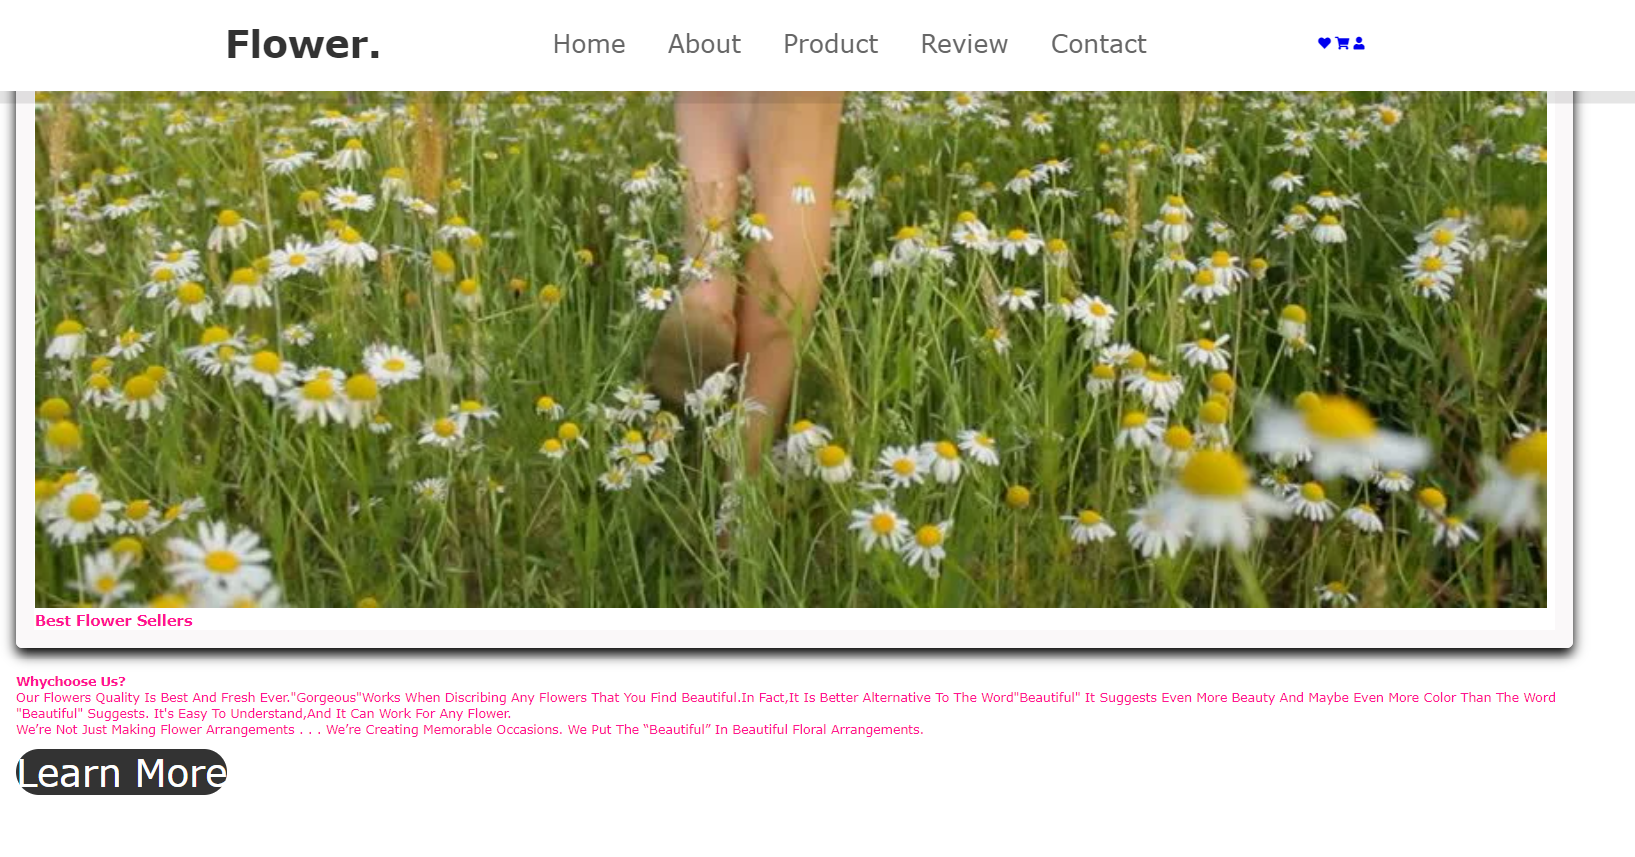 Flower.
Home About Product Review Contact
Best Flower Sellers
Whychoose Us?
Our Flowers Quality Is Best And Fresh Ever."Gorgeous"Works When Discribing Any Flowers That You Find Beautiful.In Fact,It Is Better Alternative To The Word"Beautiful" It Suggests Even More Beauty And Maybe Even More Color Than The Word
"Beautiful" Suggests. It's Easy To Understand,And It Can Work For Any Flower.
We’re Not Just Making Flower Arrangements . . . We’re Creating Memorable Occasions. We Put The “Beautiful” In Beautiful Floral Arrangements.
Learn More